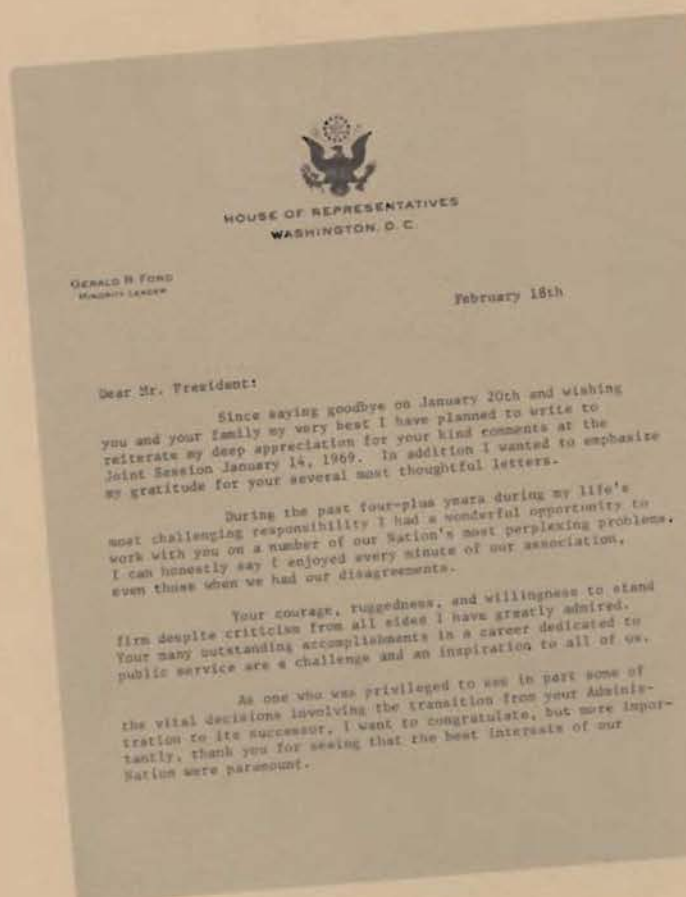 HOUSE OF REPRESENTATIVES
WASHINGTON, D. C.
GERALD R. FORD
MINORITY LEADER
February 18th
Dear Mr. President:
Since saying goodbye on January 20th and wishing
you and your family my very best I have planned to write to
reiterate my deep appreciation for your kind comments at the
Joint Session January 14, 1969. In addition I wanted to emphasize
my gratitude for your several most thoughtful letters.
During the past four-plus years during my life's
most challenging responsibility I had a wonderful opportunity to
work with you on a number of our Nation's most perplexing problems.
I can honestly say I enjoyed every minute of our association,
even those when we had our disagreements.
Your courage, ruggedness, and willingness to stand
firm despite criticism from all sides I have greatly admired.
Your many outstanding accomplishments in a career dedicated to
public service are a challenge and an inspiration to all of us.
As one who was privileged to see in part some of
the vital decisions involving the transition from your Adminis-
tration to its successor, I want to congratulate, but more impor-
tantly, thank you for seeing that the best interests of our
Nation were paramount.